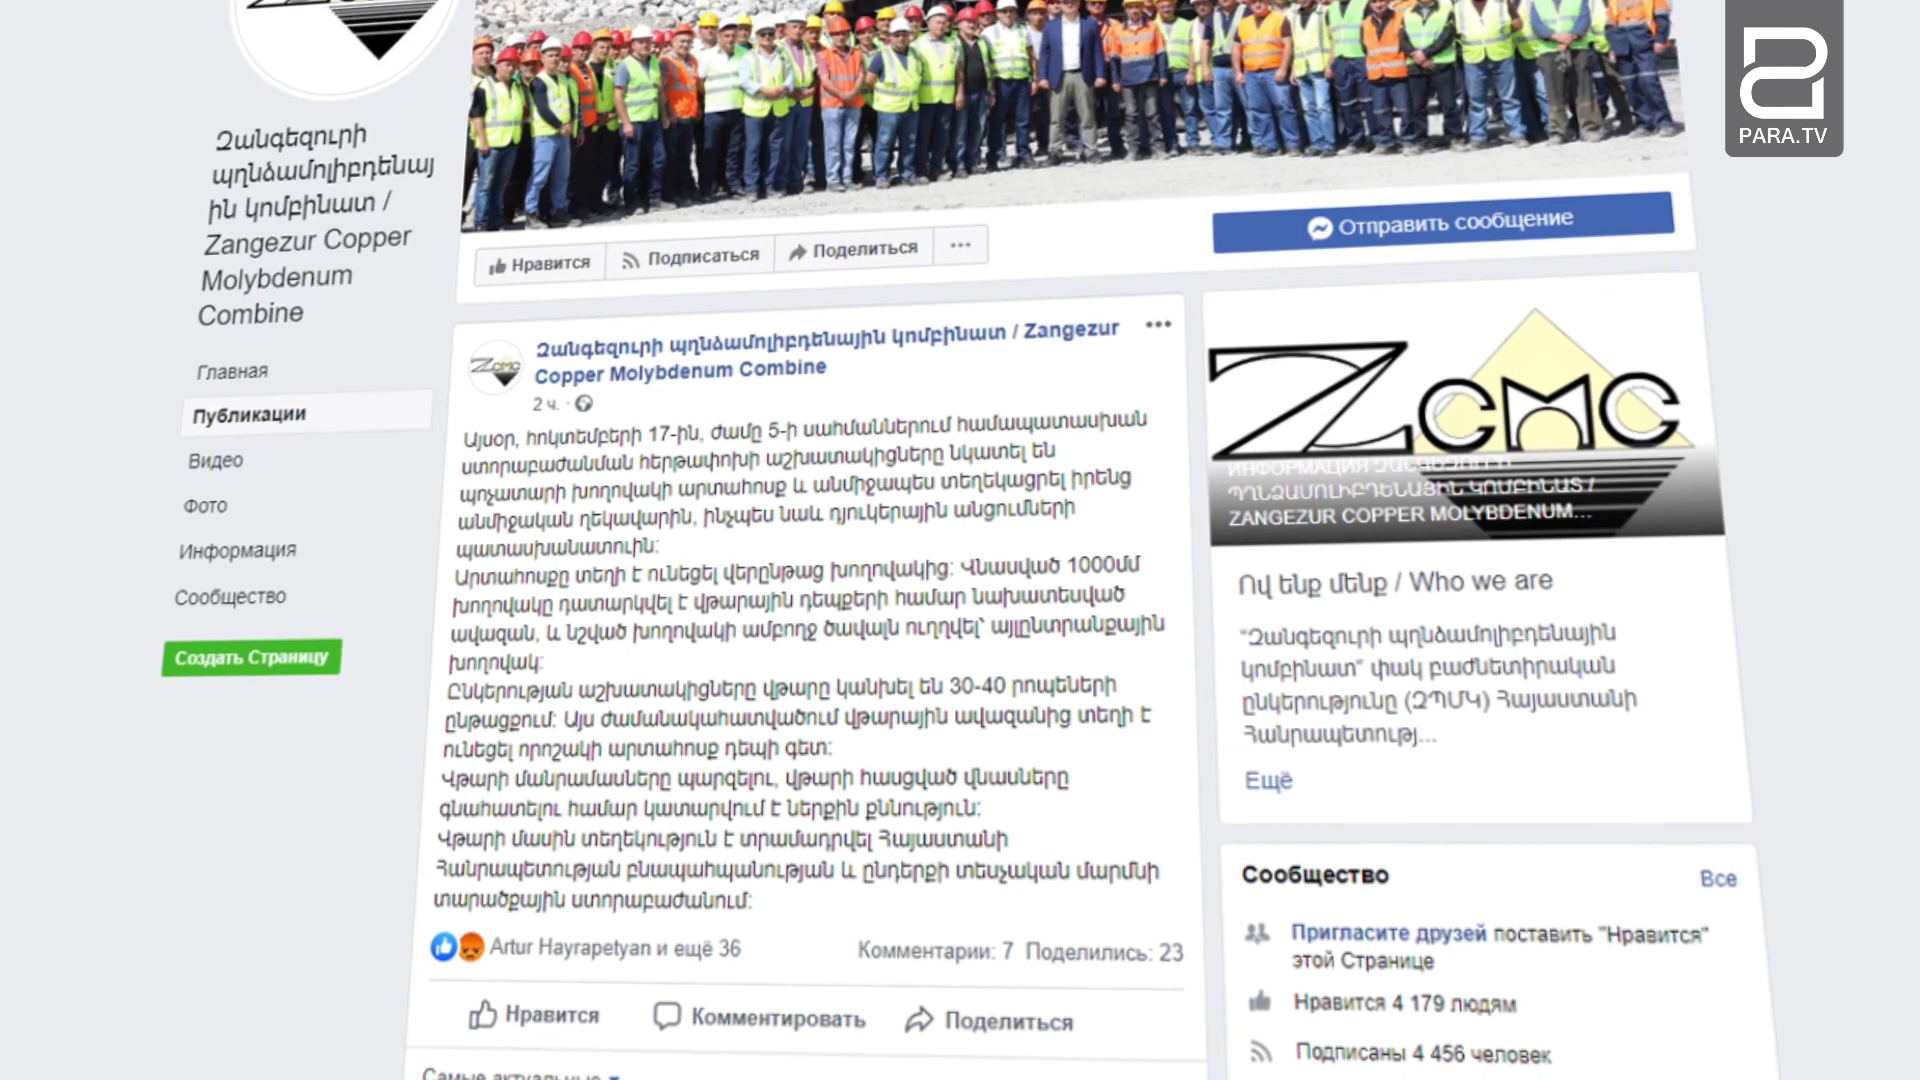 PARA.TV
Զանգեզուրի
պղնձամոլիբդենայ
ին կոմբինատ /
Zangezur Copper
Molybdenum
Combine
Главная
Публикации
Видео
Фото
Информация
Сообщество
Создать Страницу
Нравится
Подписаться
Поделиться
Отправить сообщение
Զանգեզուրի պղնձամոլիբդենային կոմբինատ / Zangezur
Copper Molybdenum Combine
2 ч.
Այսօր, հոկտեմբերի 17-ին, ժամը 5-ի սահմաններում համապատասխան
ստորաբաժանման հերթափոխի աշխատակիցները նկատել են
պոչատարի խողովակի արտահոսք և անմիջապես տեղեկացրել իրենց
անմիջական ղեկավարին, ինչպես նաև դյուկերային անցումների
պատասխանատուին:
Արտահոսքը տեղի է ունեցել վերընթաց խողովակից: Վնասված 1000մմ
խողովակը դատարկվել է վթարային դեպքերի համար նախատեսված
ավազան, և նշված խողովակի ամբողջ ծավալն ուղղվել՝ այլընտրանքային
խողովակ:
Ընկերության աշխատակիցները վթարը կանխել են 30-40 րոպեների
ընթացքում: Այս ժամանակահատվածում վթարային ավազանից տեղի է
ունեցել որոշակի արտահոսք դեպի գետ:
Վթարի մանրամասները պարզելու, վթարի հասցված վնասները
գնահատելու համար կատարվում է ներքին քննություն:
Վթարի մասին տեղեկություն է տրամադրվել Հայաստանի
Հանրապետության բնապահպանության և ընդերքի տեսչական մարմնի
տարածքային ստորաբաժանում:
Artur Hayrapetyan и ещё 36
Комментарии: 7 Поделились: 23
Нравится
Комментировать
Поделиться
Самые актуальные
ZCMC
ИНФОРМАЦИЯ ԶԱՆԳԵԶՈՒՐԻ
ՊՂՆՁԱՄՈԼԻԲԴԵՆԱՅԻՆ ԿՈՄԲԻՆԱՏ /
ZANGEZUR COPPER MOLYBDENUM...
Ով ենք մենք / Who we are
“Զանգեզուրի պղնձամոլիբդենային
կոմբինատ” փակ բաժնետիրական
ընկերությունը (ԶՊՄԿ) Հայաստանի
Հանրապետությ...
Ещё
Сообщество
Все
Пригласите друзей поставить "Нравится"
этой Странице
Нравится 4 179 людям
Подписаны 4 456 человек